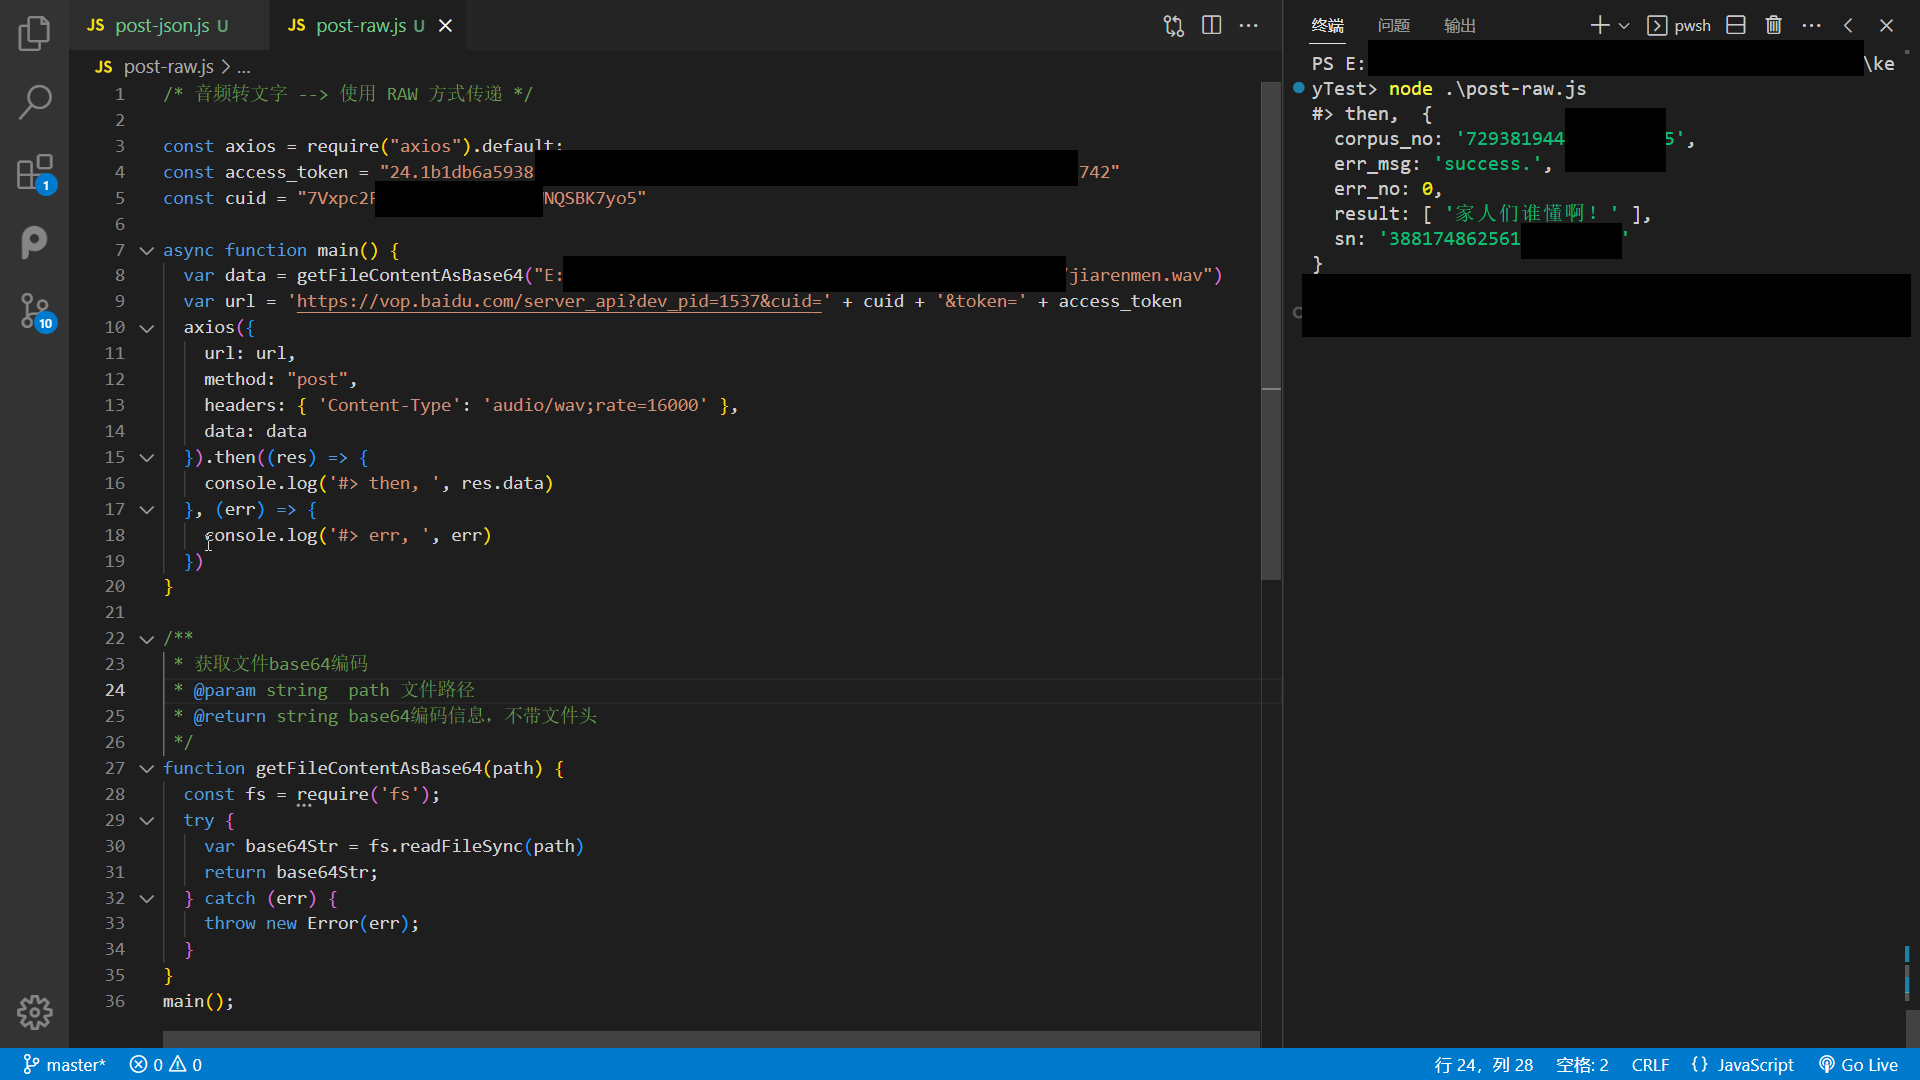 JS post-json.js U
JS post-raw.js U
JS post-raw.js > ...
1 /* 音频转文字 --> 使用 RAW 方式传递 */
2
3 const axios = require("axios").default;
4 const access_token = "24.1b1db6a5938 742"
5 const cuid = "7Vxpc2 NQSBK7yo5"
6
7 async function main() {
8 var data = getFileContentAsBase64("E: jiarenmen.wav")
9 var url = 'https://vop.baidu.com/server_api?dev_pid=1537&cuid=' + cuid + '&token=' + access_token
10 axios({
11 url: url,
12 method: "post",
13 headers: { 'Content-Type': 'audio/wav;rate=16000' },
14 data: data
15 }).then((res) => {
16 console.log('#> then, ', res.data)
17 }, (err) => {
18 console.log('#> err, ', err)
19 })
20 }
21
22 /**
23 * 获取文件base64编码
24 * @param string  path 文件路径
25 * @return string base64编码信息，不带文件头
26 */
27 function getFileContentAsBase64(path) {
28 const fs = require('fs');
29 try {
30 var base64Str = fs.readFileSync(path)
31 return base64Str;
32 } catch (err) {
33 throw new Error(err);
34 }
35 }
36 main();
终端 问题 输出 pwsh
PS E: \ke
yTest> node .\post-raw.js
#> then,  {
corpus_no: '729381944 5',
err_msg: 'success.',
err_no: 0,
result: [ '家人们谁懂啊！' ],
sn: '388174862561 '
}
1
10
master* 0 0 行 24，列 28 空格: 2 CRLF {} JavaScript Go Live